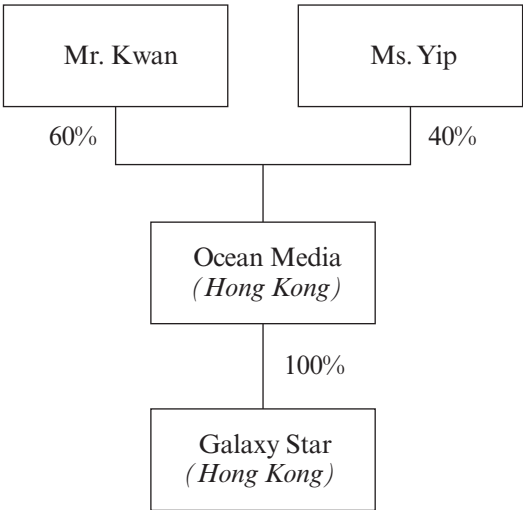 Mr. Kwan
Ms. Yip
60%
40%
Ocean Media
(Hong Kong)
100%
Galaxy Star
(Hong Kong)